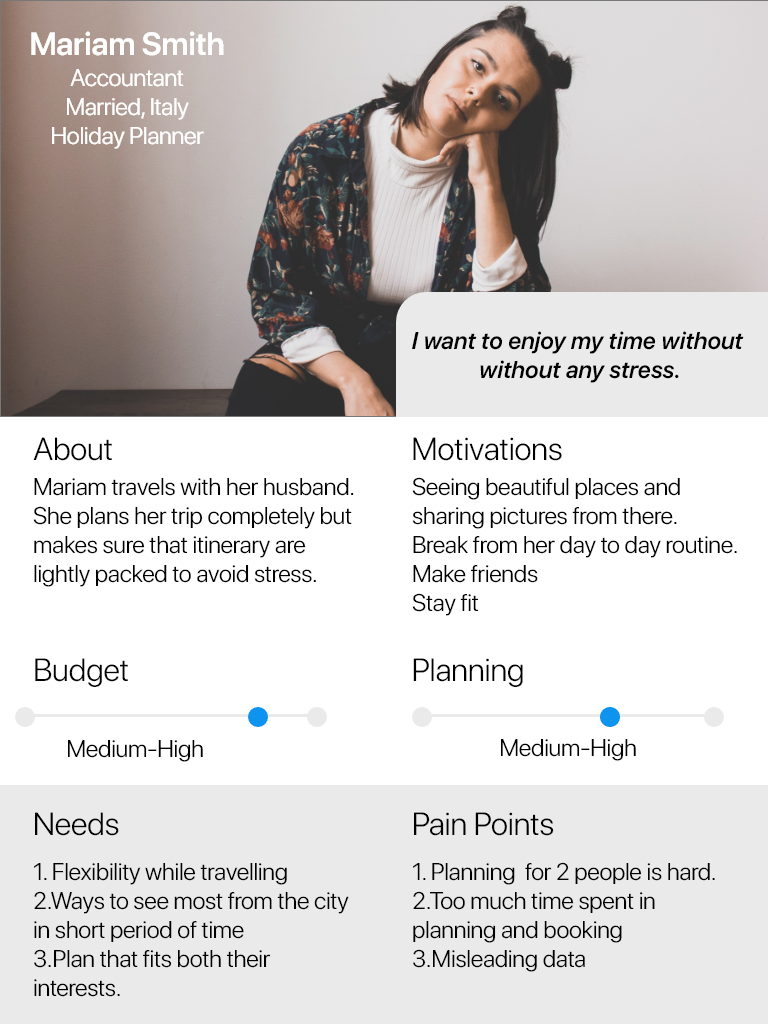 Mariam Smith
Accountant
Married, Italy
Holiday Planner
I want to enjoy my time without
without any stress.
About
Mariam travels with her husband.
She plans her trip completely but
makes sure that itinerary are
lightly packed to avoid stress.
Motivations
Seeing beautiful places and
sharing pictures from there.
Break from her day to day routine.
Make friends
Stay fit
Budget
Medium-High
Planning
Medium-High
Needs
1. Flexibility while travelling
2.Ways to see most from the city
in short period of time
3.Plan that fits both their
interests.
Pain Points
1. Planning  for 2 people is hard.
2.Too much time spent in
planning and booking
3.Misleading data